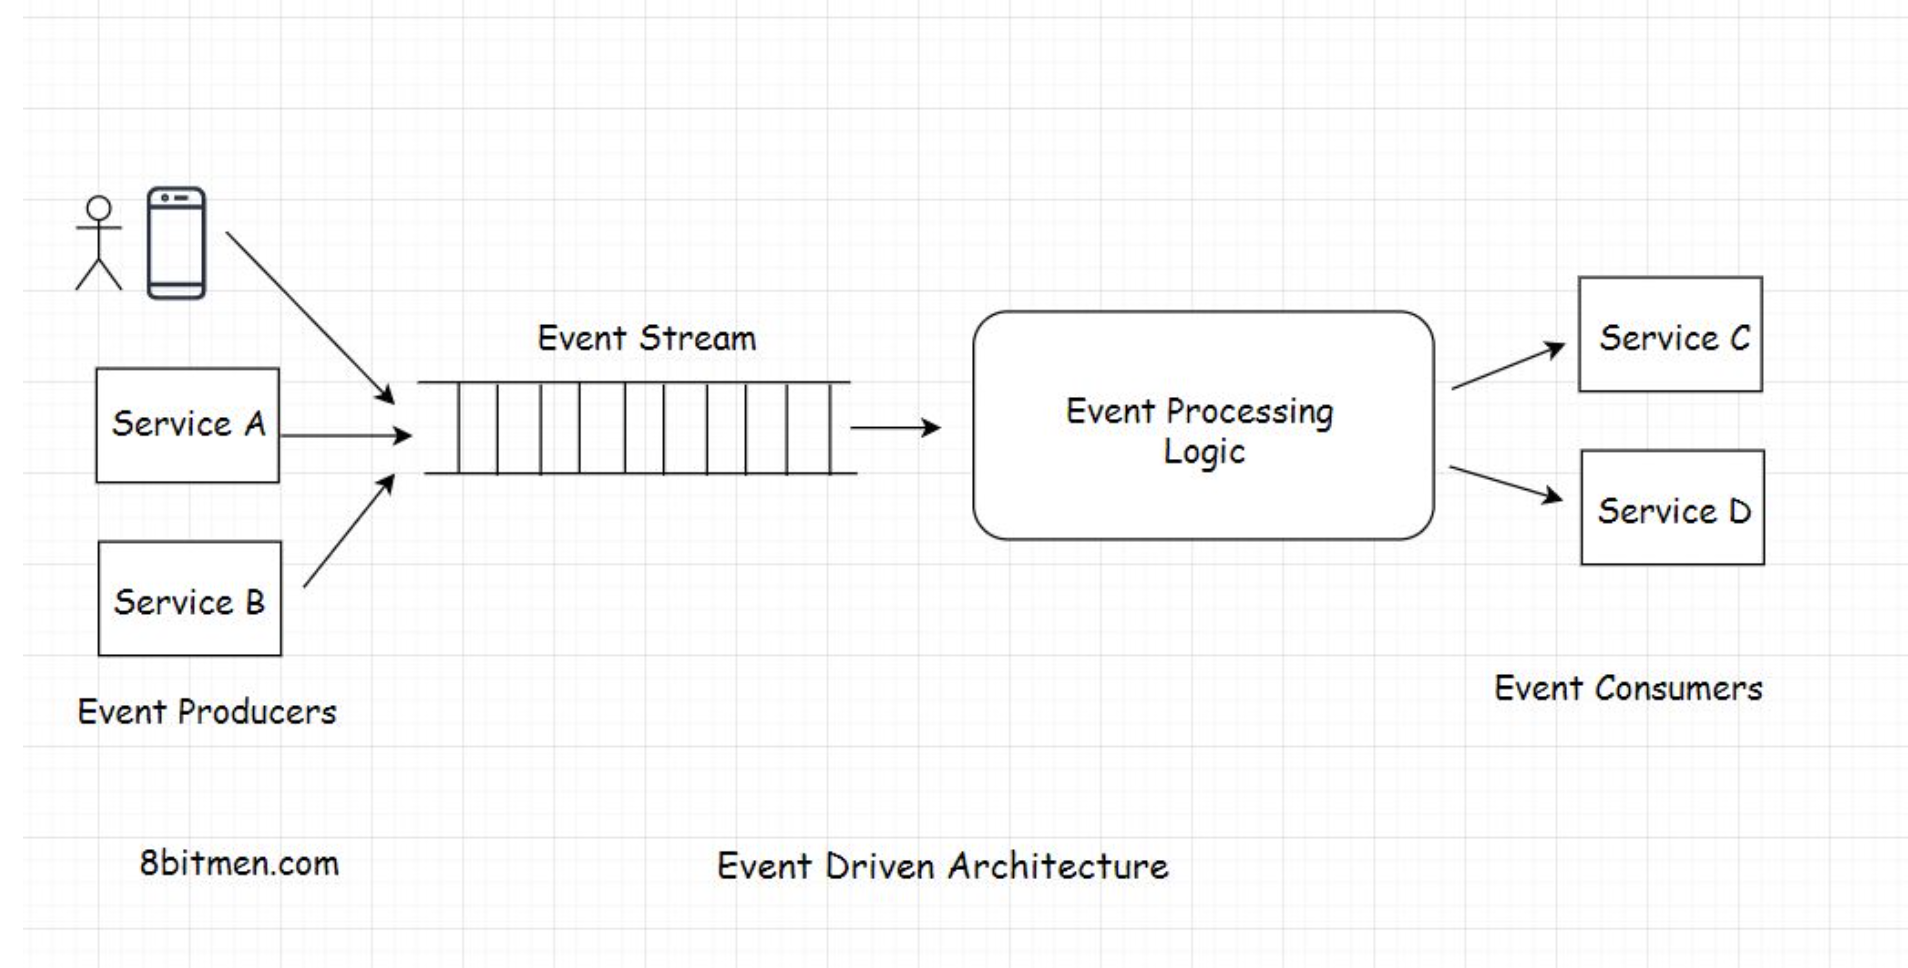 Event Stream
Service A
Service B
Event Producers
Event Processing
Logic
Service C
Service D
Event Consumers
8bitmen.com
Event Driven Architecture